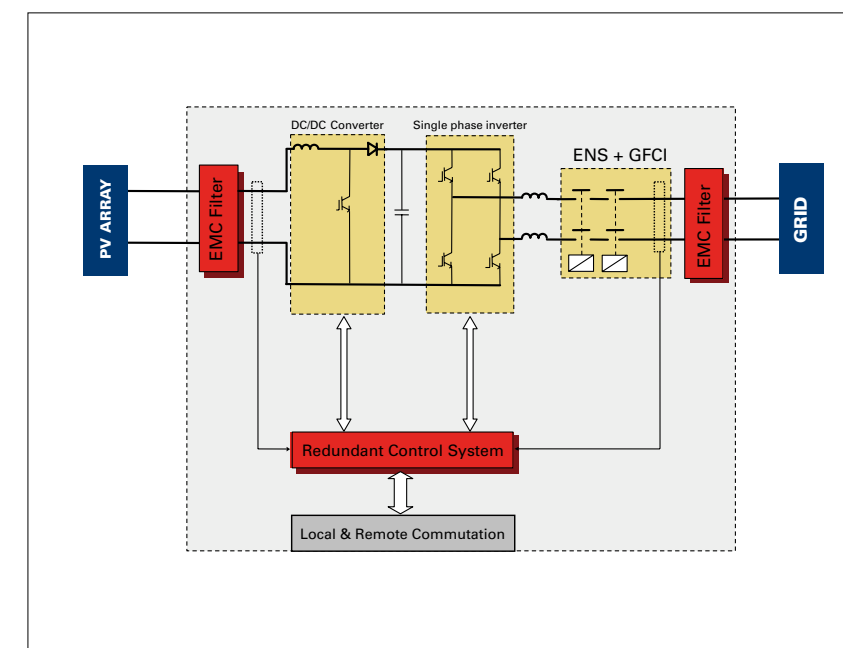 DC/DC Converter
Single phase inverter
ENS + GFCI
PV ARRAY
EMC Filter
EMC Filter
GRID
Redundant Control System
Local & Remote Commutation